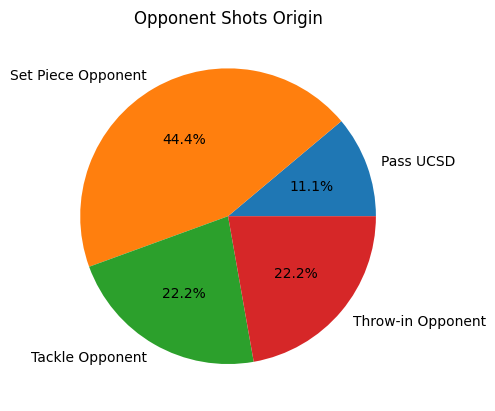 Opponent Shots Origin
Set Piece Opponent
44.4%
Pass UCSD
11.1%
22.2%
Tackle Opponent
22.2%
Throw-in Opponent